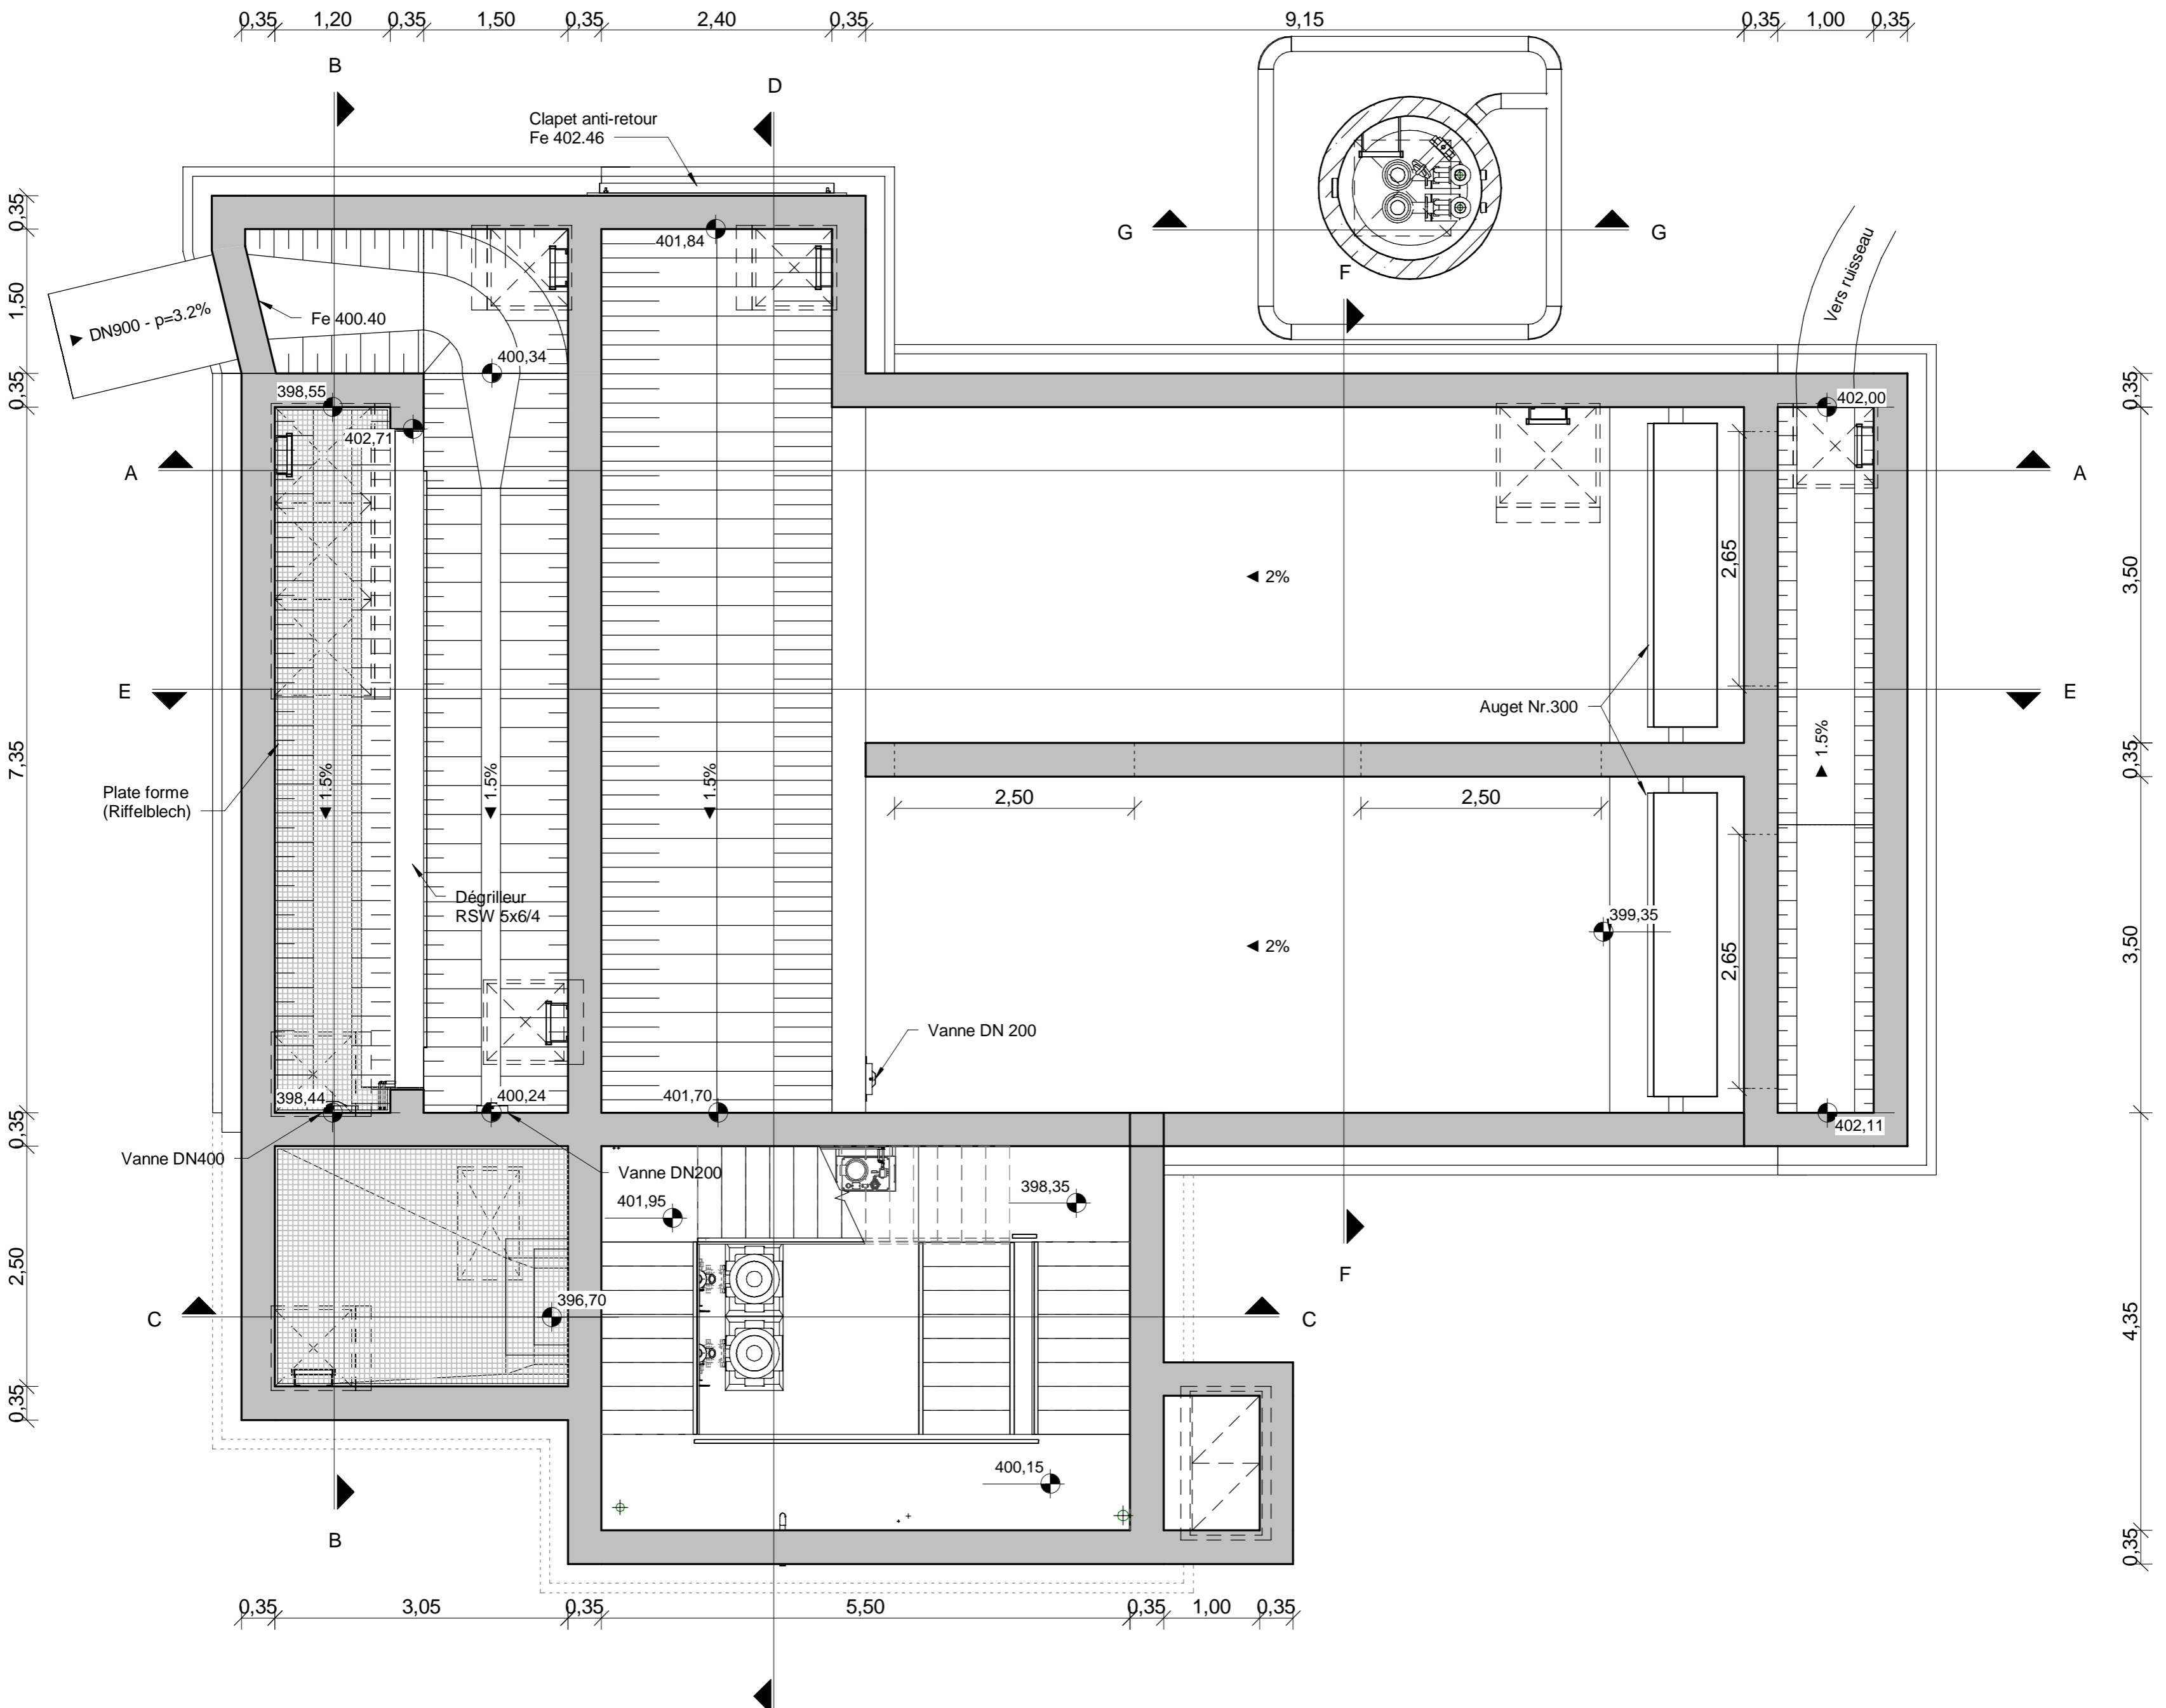 0,35 1,20 0,35 1,50 0,35 2,40 0,35 9,15 0,35 1,00 0,35
B
D
Clapet anti-retour
Fe 402.46
0,35
401,84
G
G
F
Vers ruisseau
1,50
DN900 - p=3.2%
Fe 400.40
400,34
0,35
398,55
402,71
402,00
0,35
A
A
2%
2,65
3,50
E
E
Auget Nr.300
7,35
1.5%
1.5%
1.5%
1.5%
0,35
Plate forme
(Riffelblech)
2,50
2,50
Dégrilleur
RSW 5x6/4
399,35
2%
2,65
3,50
Vanne DN 200
398,44
400,24
401,70
402,11
0,35
Vanne DN400
Vanne DN200
401,95
398,35
2,50
396,70
C
C
F
4,35
0,35
400,15
B
0,35
0,35 3,05 0,35 5,50 0,35 1,00 0,35